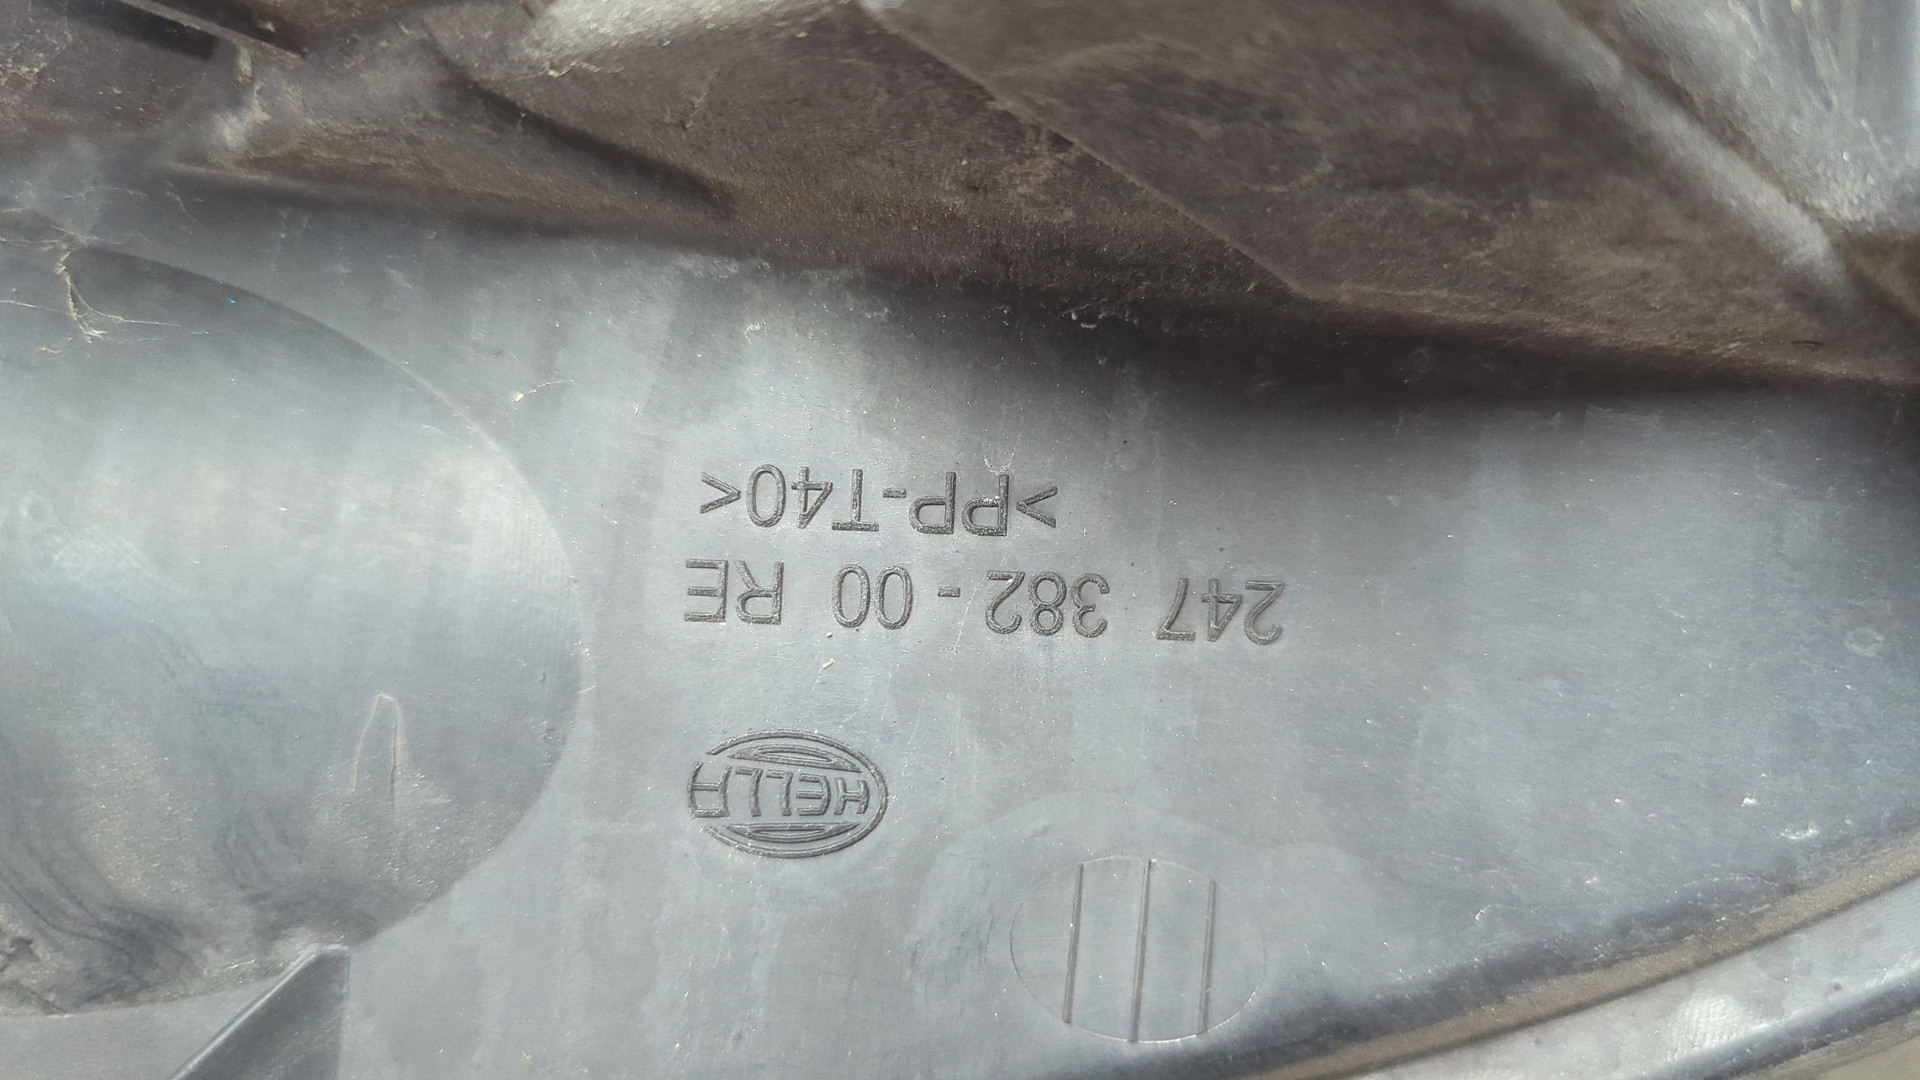 HELLA
247 382-00 RE
>PP-T40<